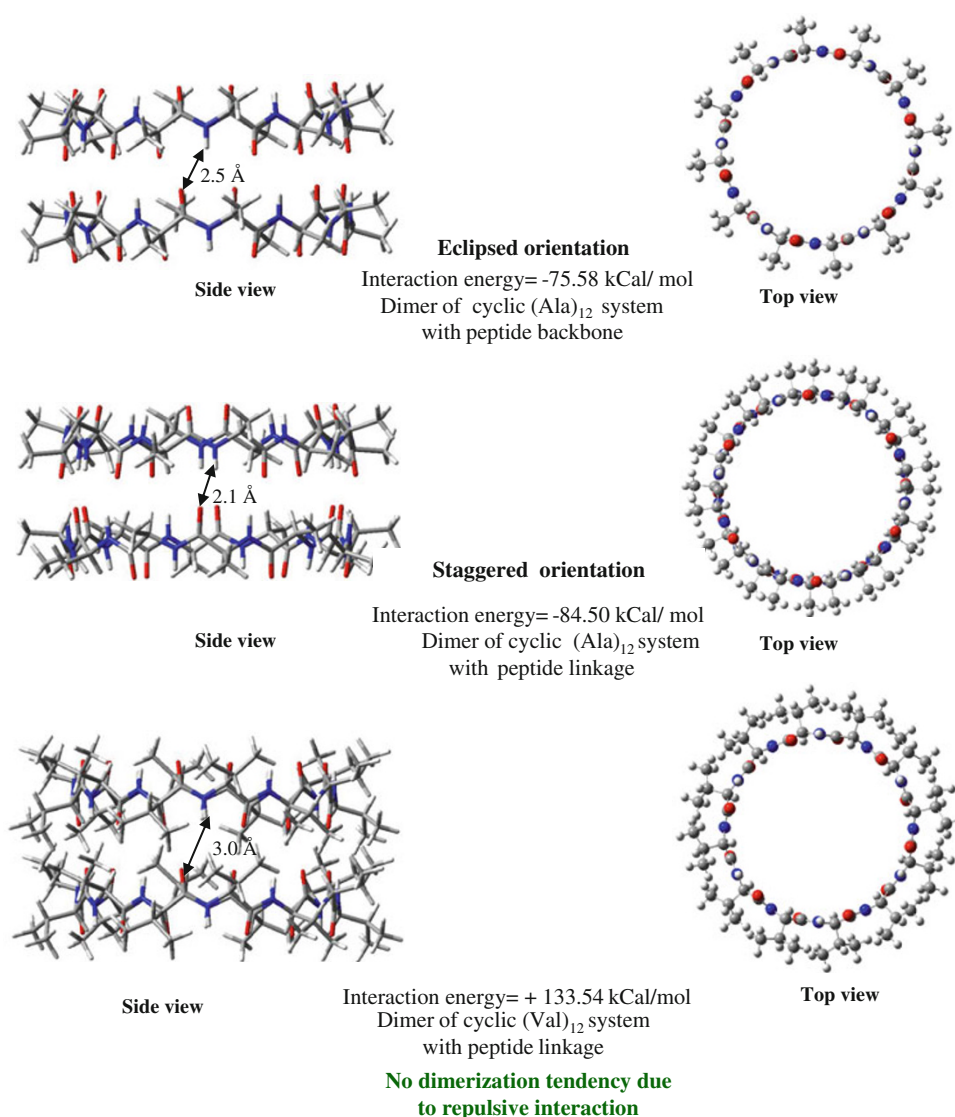 2.5 Å
Side view
Eclipsed orientation
Interaction energy= -75.58 kCal/ mol
Dimer of cyclic (Ala)12 system
with peptide backbone
Top view
2.1 Å
Side view
Staggered orientation
Interaction energy= -84.50 kCal/ mol
Dimer of cyclic (Ala)12 system
with peptide linkage
Top view
3.0 Å
Side view
Interaction energy= + 133.54 kCal/mol
Dimer of cyclic (Val)12 system
with peptide linkage
Top view
No dimerization tendency due
to repulsive interaction